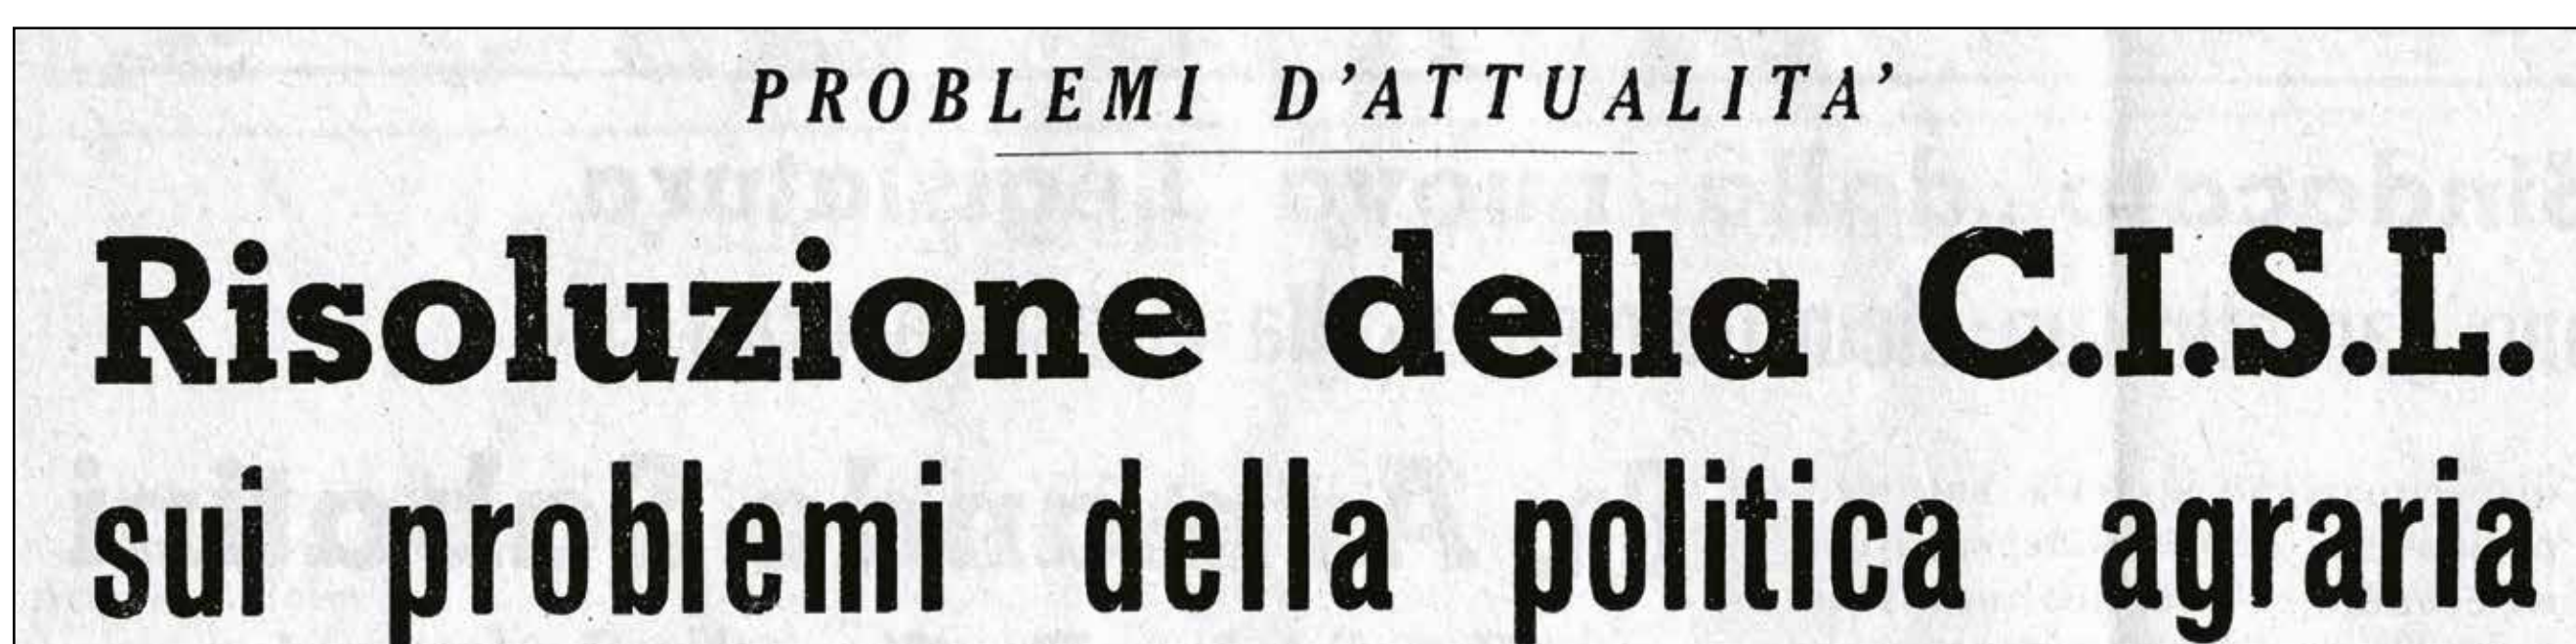 PROBLEMI D'ATTUALITA'
Risoluzione della C.I.S.L.
sui problemi della politica agraria